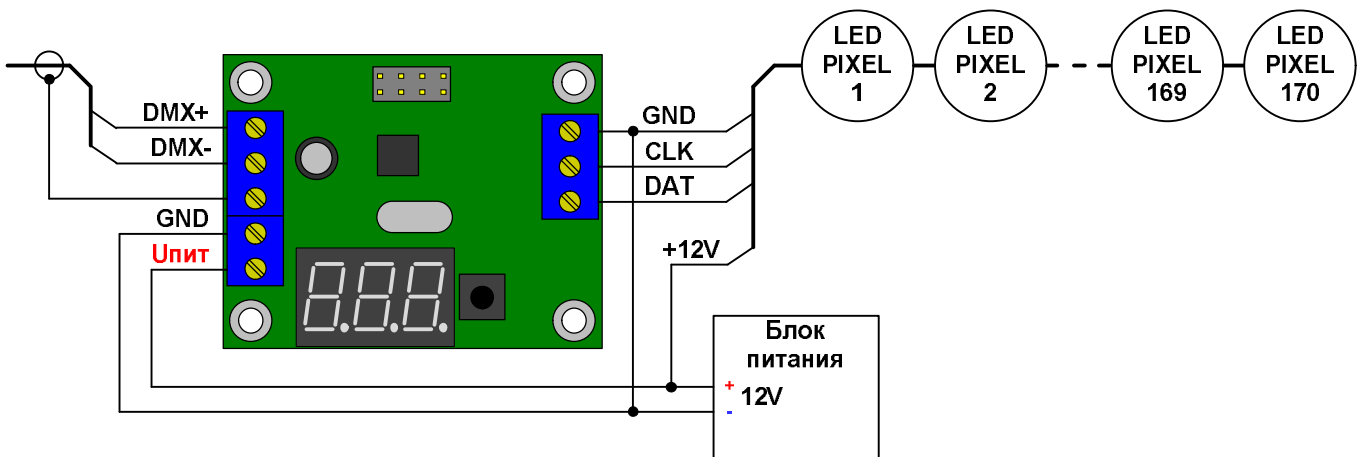 LED
PIXEL
1
LED
PIXEL
2
LED
PIXEL
169
LED
PIXEL
170
DMX+
DMX-
GND
Uпит
GND
CLK
DAT
+12V
Блок
питания
+
12V
-